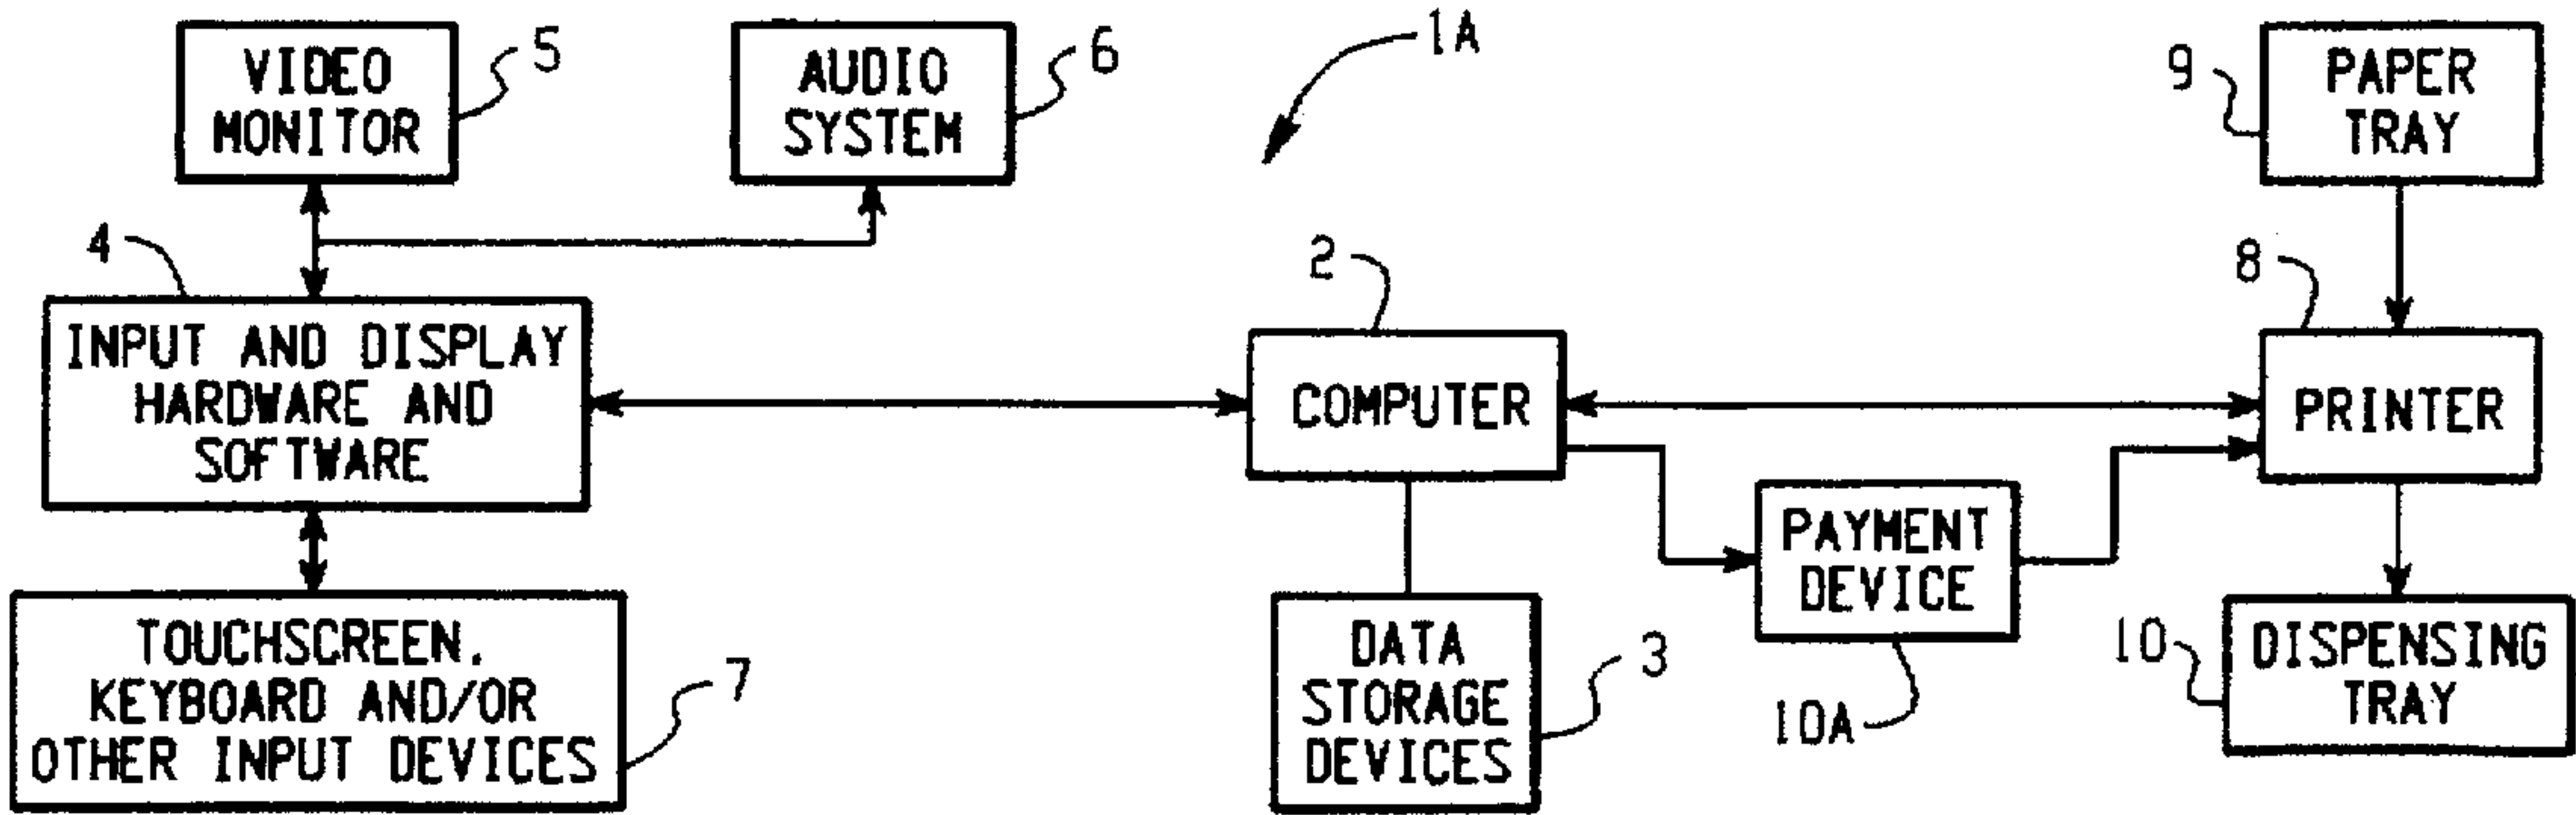 VIDEO
MONITOR
5
AUDIO
SYSTEM
6
1A
9
PAPER
TRAY
4
INPUT AND DISPLAY
HARDWARE AND
SOFTWARE
2
COMPUTER
8
PRINTER
TOUCHSCREEN,
KEYBOARD AND/OR
OTHER INPUT DEVICES
7
DATA
STORAGE
DEVICES
3
PAYMENT
DEVICE
10A
10
DISPENSING
TRAY